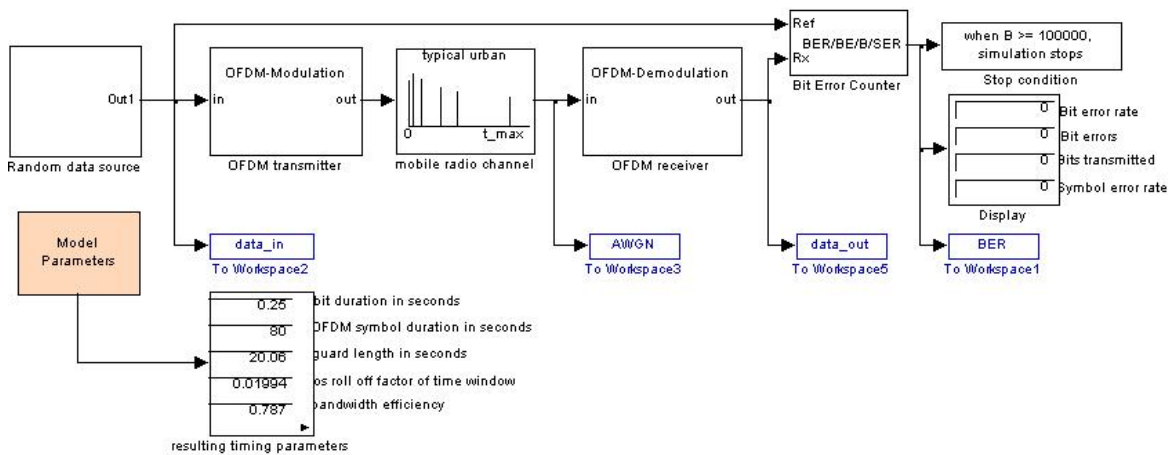 Out1
Random data source
OFDM-Modulation
in
out
OFDM transmitter
typical urban
0
t_max
mobile radio channel
OFDM-Demodulation
in
out
OFDM receiver
Ref
BER/BE/B/SER
Rx
Bit Error Counter
when B >= 100000,
simulation stops
Stop condition
0 Bit error rate
0 Bit errors
0 Bits transmitted
0 Symbol error rate
Display
Model
Parameters
data_in
To Workspace2
AWGN
To Workspace3
data_out
To Workspace5
BER
To Workspace1
0.25 bit duration in seconds
80 OFDM symbol duration in seconds
20.06 guard length in seconds
0.01994 os roll off factor of time window
0.787 bandwidth efficiency
resulting timing parameters